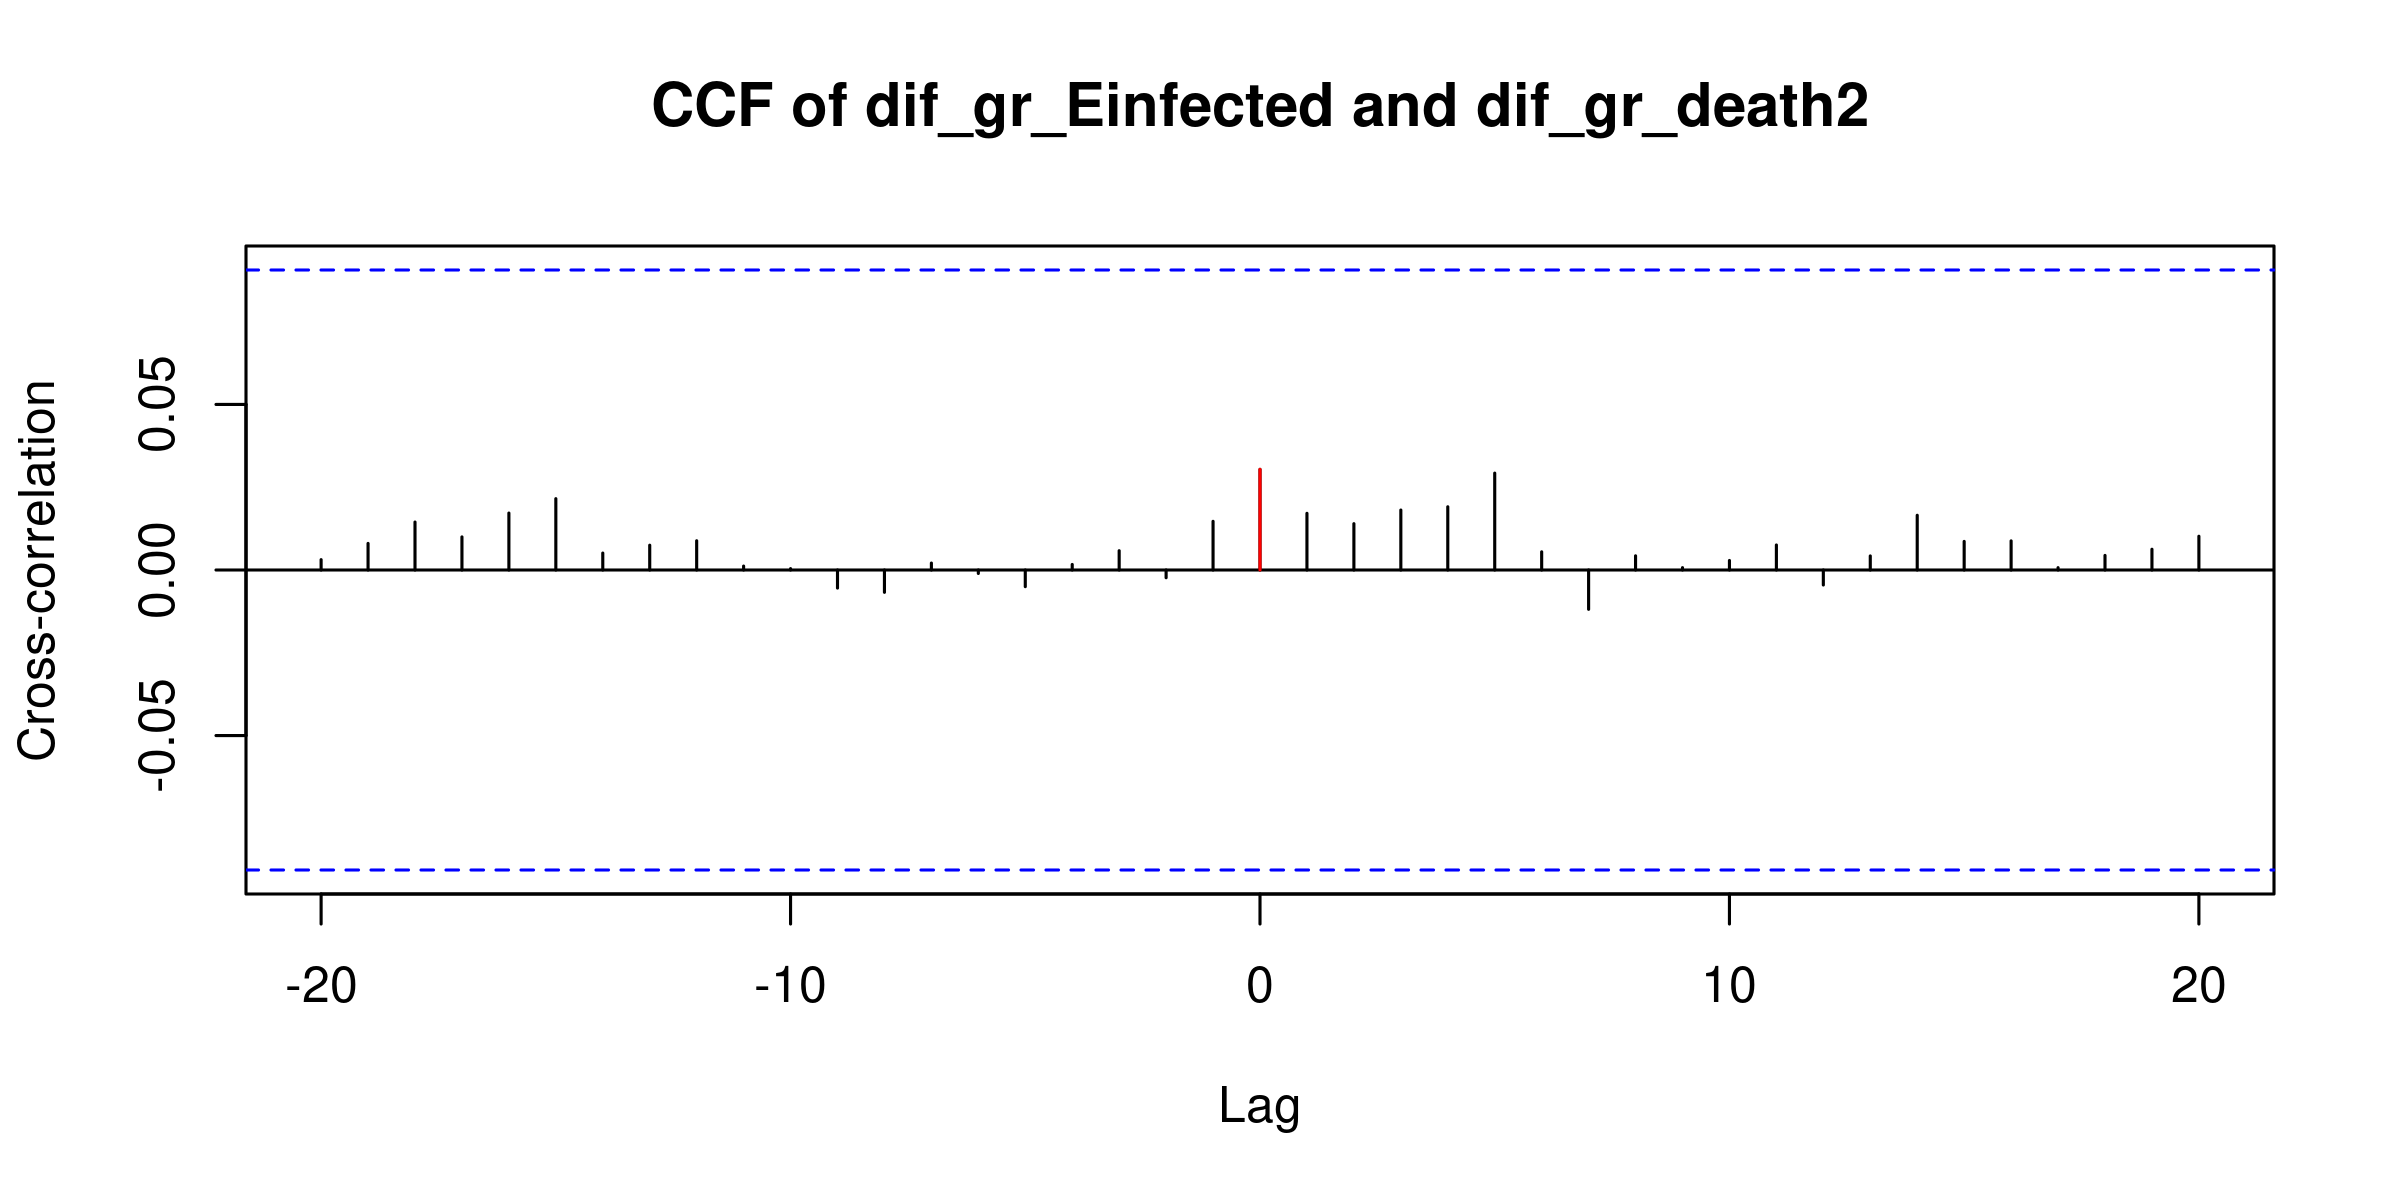 CCF of dif_gr_Einfected and dif_gr_death2
Cross-correlation
0.05
0.00
-0.05
-20
-10
0
10
20
Lag